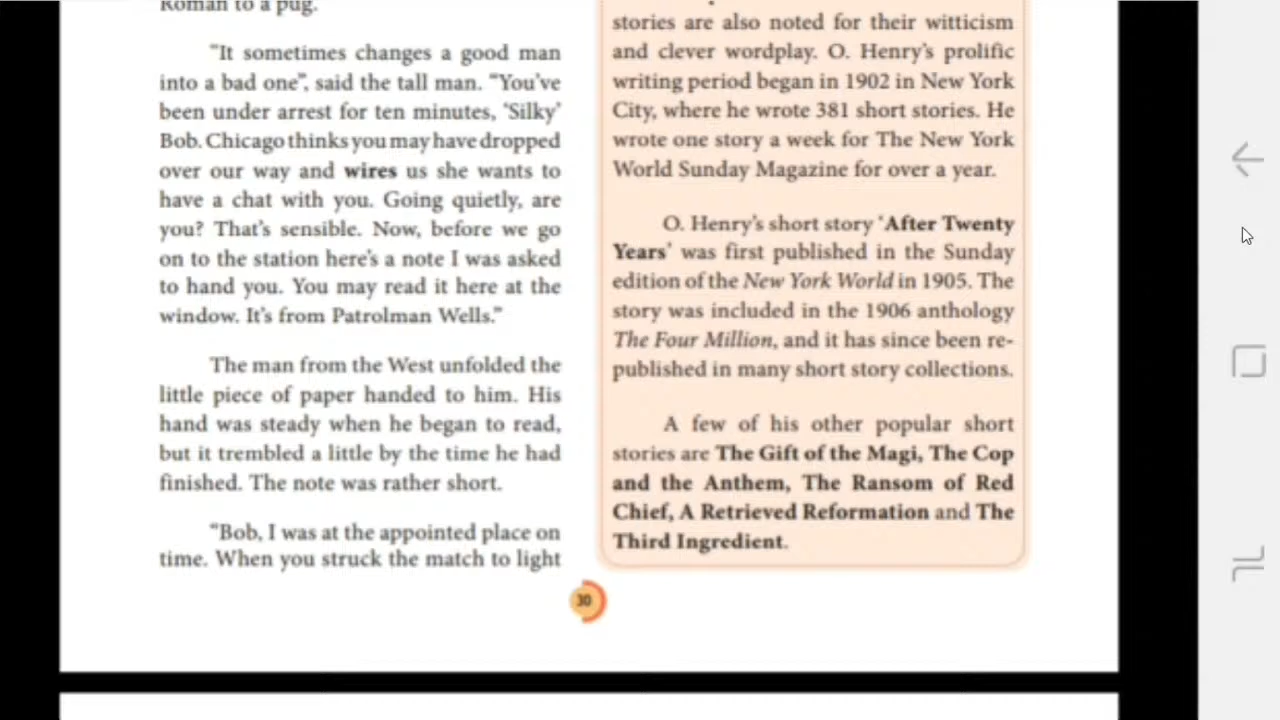 Roman to a pug.
"It sometimes changes a good man
into a bad one", said the tall man. "You've
been under arrest for ten minutes, 'Silky'
Bob. Chicago thinks you may have dropped
over our way and wires us she wants to
have a chat with you. Going quietly, are
you? That's sensible. Now, before we go
on to the station here's a note I was asked
to hand you. You may read it here at the
window. It's from Patrolman Wells."
The man from the West unfolded the
little piece of paper handed to him. His
hand was steady when he began to read,
but it trembled a little by the time he had
finished. The note was rather short.
"Bob, I was at the appointed place on
time. When you struck the match to light
stories are also noted for their witticism
and clever wordplay. O. Henry's prolific
writing period began in 1902 in New York
City, where he wrote 381 short stories. He
wrote one story a week for The New York
World Sunday Magazine for over a year.
O. Henry's short story 'After Twenty
Years' was first published in the Sunday
edition of the New York World in 1905. The
story was included in the 1906 anthology
The Four Million, and it has since been re-
published in many short story collections.
A few of his other popular short
stories are The Gift of the Magi, The Cop
and the Anthem, The Ransom of Red
Chief, A Retrieved Reformation and The
Third Ingredient.
30